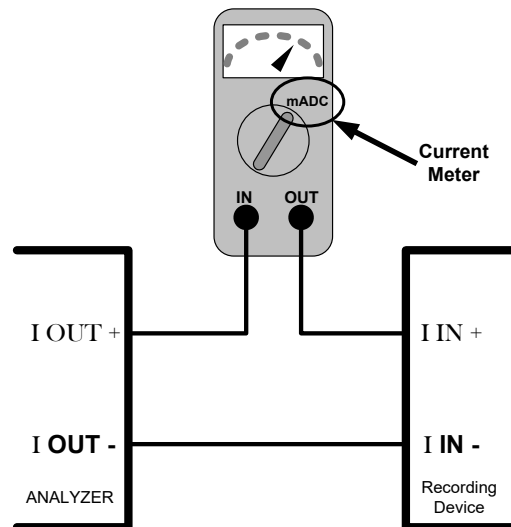 mADC
Current
Meter
IN OUT
I OUT + I IN +
I OUT - I IN -
ANALYZER
Recording
Device